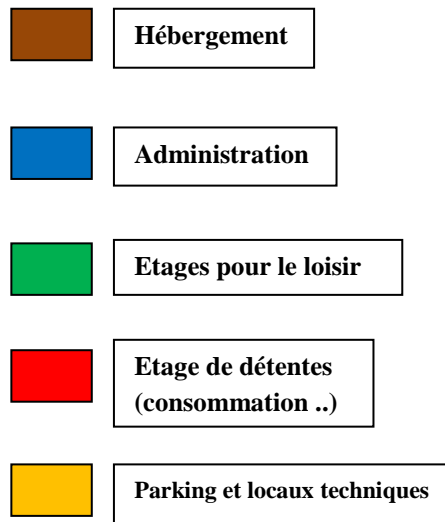 Hébergement
Administration
Etages pour le loisir
Etage de détentes
(consommation ..)
Parking et locaux techniques